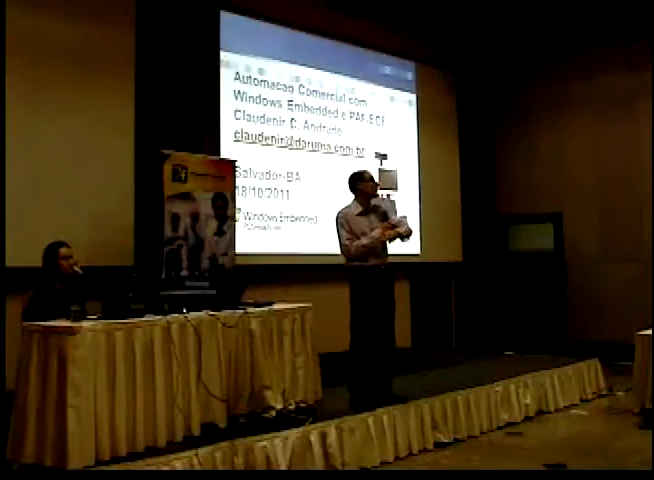 Automacao Comercial com
Windows Embedded e PAF-ECF
Claudenir C. Andrade
claudenir@daruma.com.br
Salvador-BA
18/10/2011
Windows Embedded